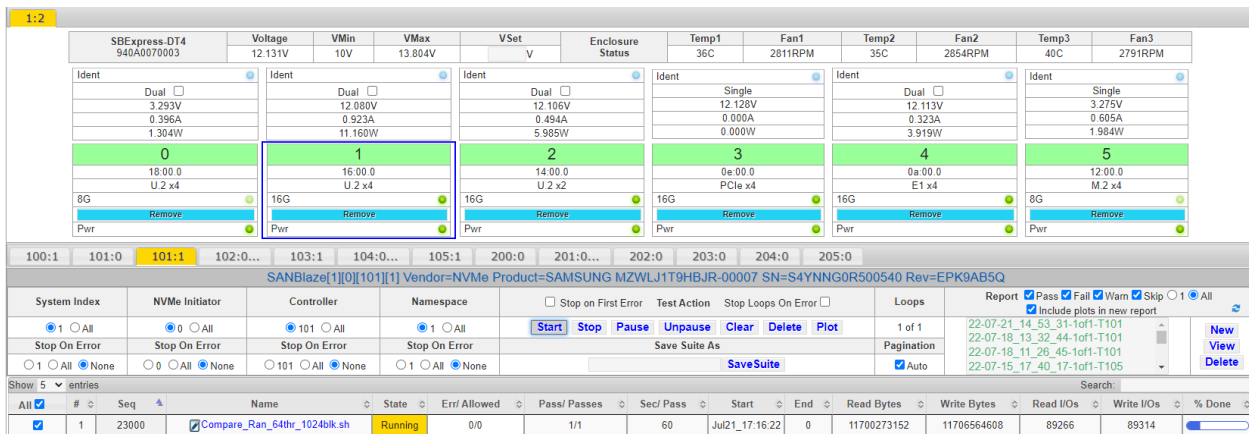 1:2
SBExpress-DT4 Voltage VMin VMax VSet Enclosure Status Temp1 Fan1 Temp2 Fan2 Temp3 Fan3
940A0070003 12.131V 10V 13.804V V 36C 2811RPM 35C 2854RPM 40C 2791RPM
Ident Ident Ident Ident Ident Ident
Dual Dual Dual Single Dual Single
3.293V 12.080V 12.106V 12.128V 12.113V 3.275V
0.396A 0.923A 0.494A 0.000A 0.323A 0.605A
1.304W 11.160W 5.985W 0.000W 3.919W 1.984W
0 1 2 3 4 5
18:00.0 16:00.0 14:00.0 0e:00.0 0a:00.0 12:00.0
U.2 x4 U.2 x4 U.2 x2 PCIe x4 E1 x4 M.2 x4
8G 16G 16G 16G 16G 8G
Remove Remove Remove Remove Remove Remove
Pwr Pwr Pwr Pwr Pwr Pwr
100:1 101:0 101:1 102:0... 103:1 104:0... 105:1 200:0 201:0... 202:0 203:0 204:0 205:0
SANBlaze[1][0][101][1] Vendor=NVMe Product=SAMSUNG MZWLJ1T9HBJR-00007 SN=S4YNNG0R500540 Rev=EPK9AB5Q
System Index NVMe Initiator Controller Namespace Stop on First Error Test Action Stop Loops On Error Loops Report Pass Fail Warn Skip 1 All
Include plots in new report
1 All 0 All 101 All 1 All Start Stop Pause Unpause Clear Delete Plot 1 of 1 22-07-21_14_53_31-1of1-T101 New
Stop On Error Stop On Error Stop On Error Stop On Error Save Suite As Pagination 22-07-18_13_32_44-1of1-T101 View
22-07-18_11_26_45-1of1-T101
1 All None 0 All None 101 All None 1 All None SaveSuite Auto 22-07-15_17_40_17-1of1-T105 Delete
Show 5 entries Search:
All # Seq Name State Err/ Allowed Pass/ Passes Sec/ Pass Start End Read Bytes Write Bytes Read I/Os Write I/Os % Done
1 23000 Compare_Ran_64thr_1024blk.sh Running 0/0 1/1 60 Jul21_17:16:22 0 11700273152 11706564608 89266 89314